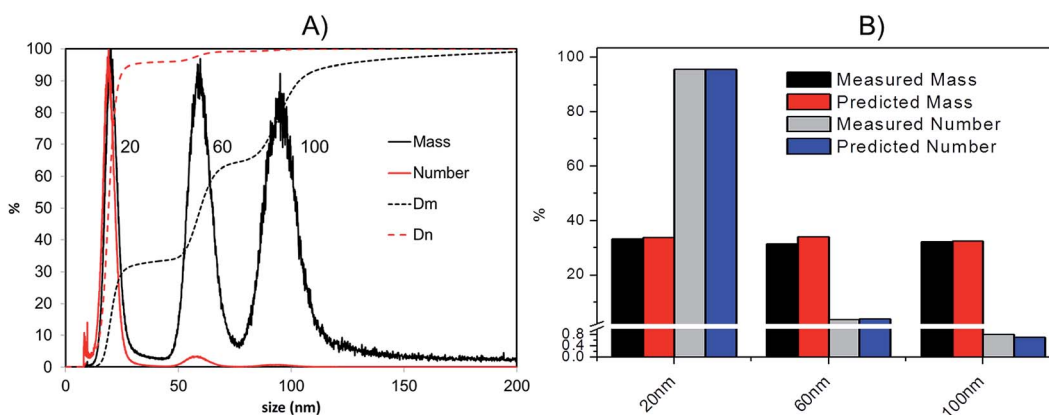 A)
100
90
80
70
60
50
40
30
20
10
0
%
20
60
100
Mass
Number
Dm
Dn
0
50
100
150
200
size (nm)
B)
100
80
60
40
20
0.8
0.4
0.0
%
Measured Mass
Predicted Mass
Measured Number
Predicted Number
20nm
60nm
100nm